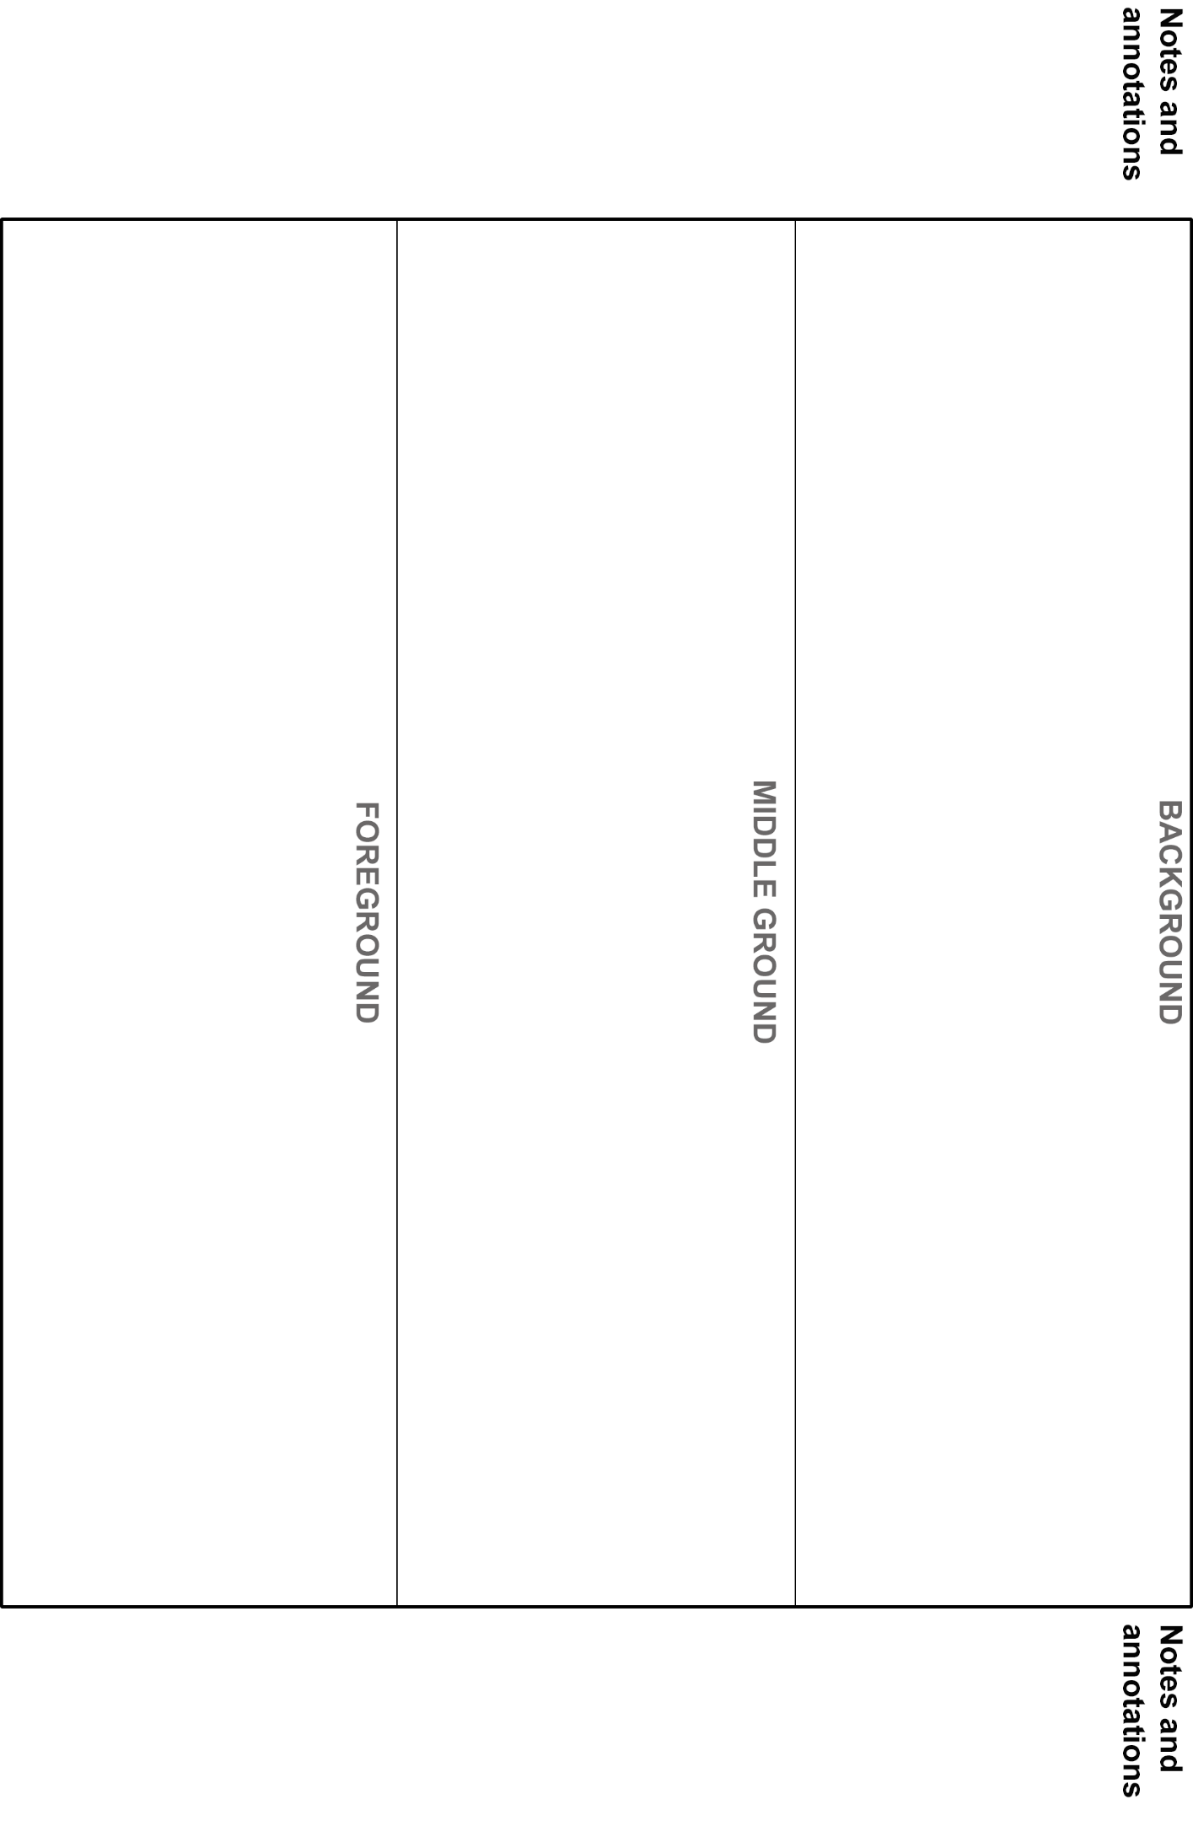 Notes and
annotations
BACKGROUND
MIDDLE GROUND
FOREGROUND
Notes and
annotations